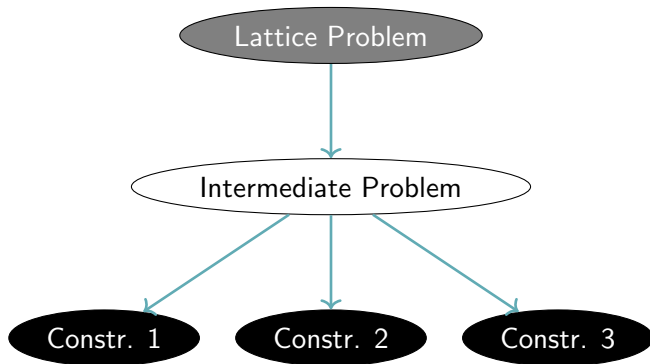 Lattice Problem
Intermediate Problem
Constr. 1
Constr. 2
Constr. 3